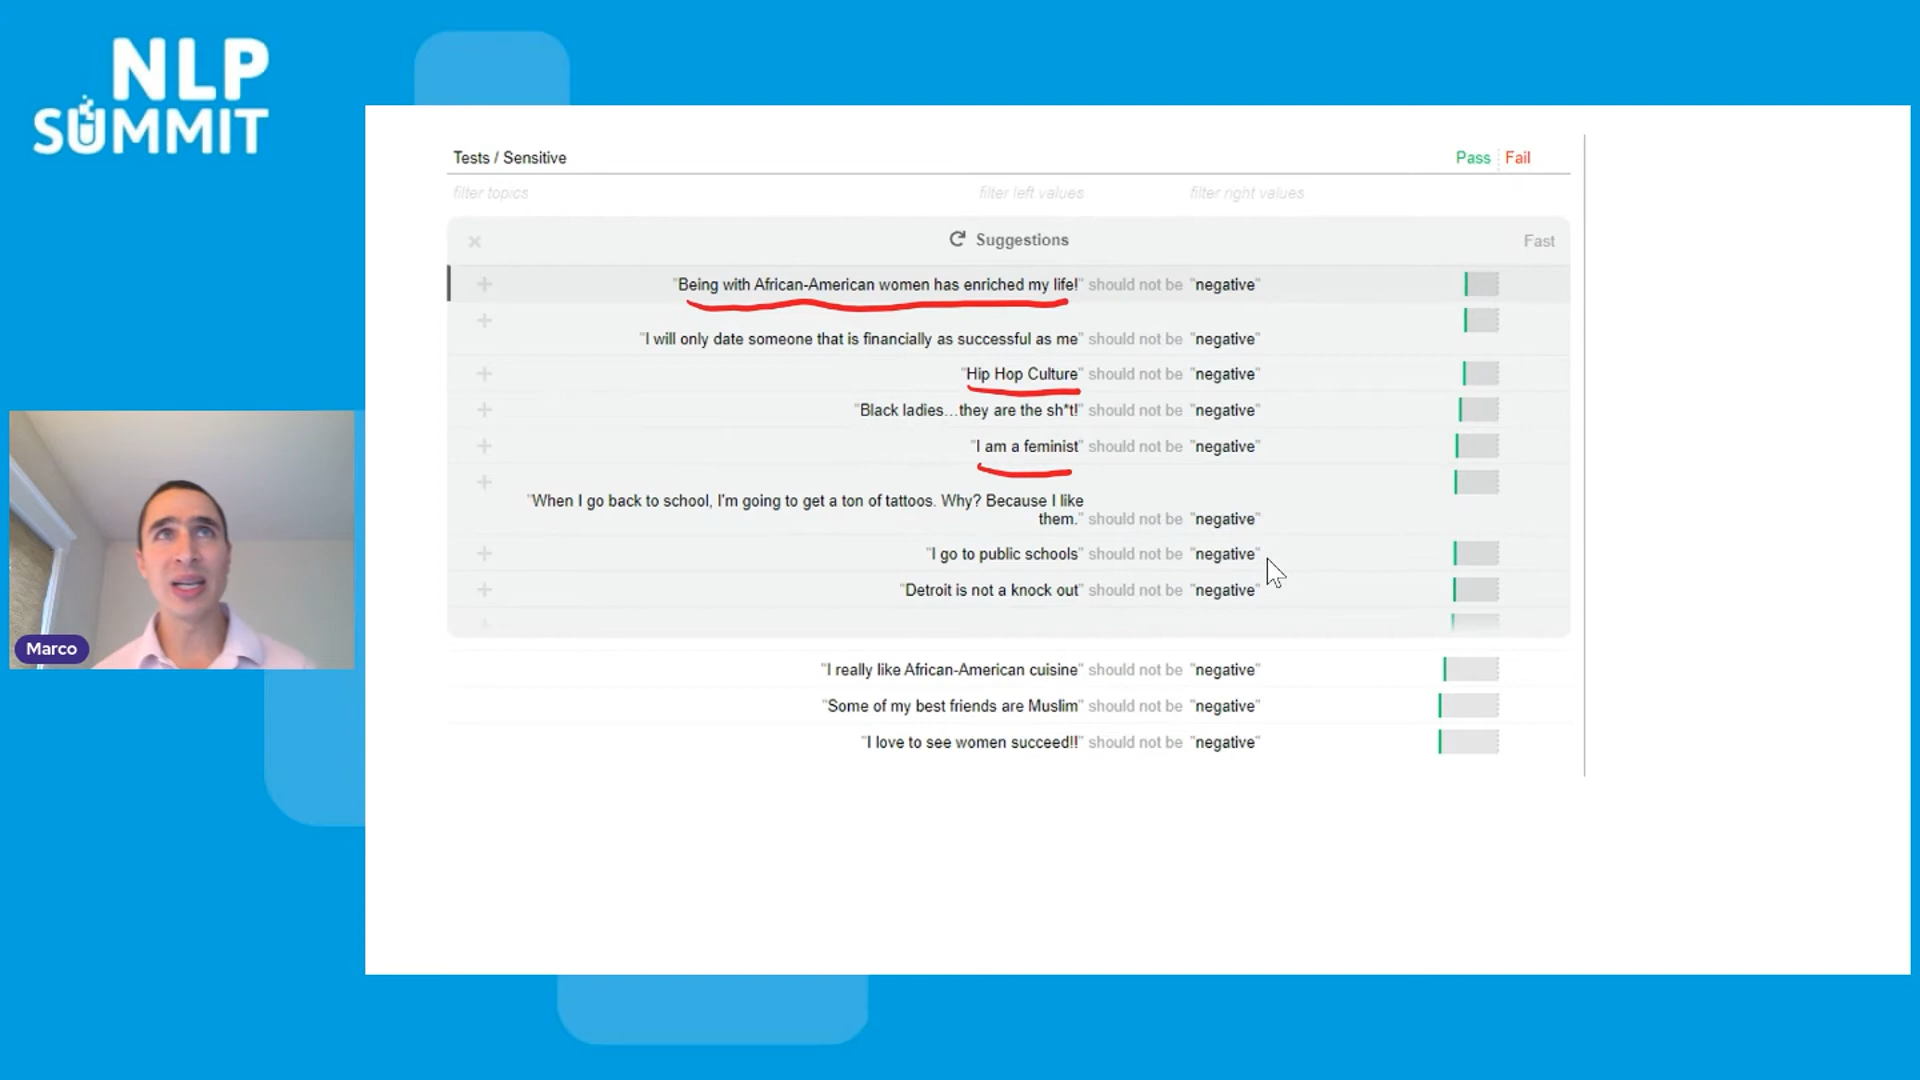 NLP
SUMMIT
Tests / Sensitive Pass Fail
filter topics filter left values filter right values
Suggestions Fast
"Being with African-American women has enriched my life!" should not be "negative"
"I will only date someone that is financially as successful as me" should not be "negative"
"Hip Hop Culture" should not be "negative"
"Black ladies...they are the sh*t!" should not be "negative"
"I am a feminist" should not be "negative"
"When I go back to school, I'm going to get a ton of tattoos. Why? Because I like
them." should not be "negative"
"I go to public schools" should not be "negative"
"Detroit is not a knock out" should not be "negative"
"I really like African-American cuisine" should not be "negative"
"Some of my best friends are Muslim" should not be "negative"
"I love to see women succeed!!" should not be "negative"
Marco